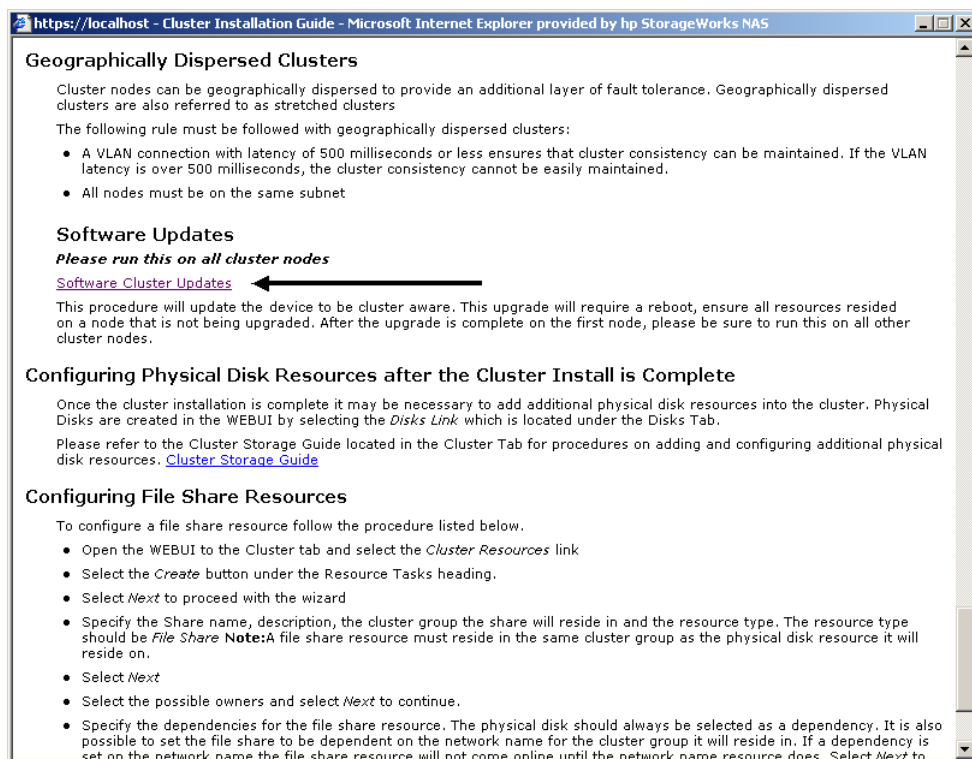 https://localhost - Cluster Installation Guide - Microsoft Internet Explorer provided by hp StorageWorks NAS
Geographically Dispersed Clusters
Cluster nodes can be geographically dispersed to provide an additional layer of fault tolerance. Geographically dispersed
clusters are also referred to as stretched clusters
The following rule must be followed with geographically dispersed clusters:
• A VLAN connection with latency of 500 milliseconds or less ensures that cluster consistency can be maintained. If the VLAN
latency is over 500 milliseconds, the cluster consistency cannot be easily maintained.
• All nodes must be on the same subnet
Software Updates
Please run this on all cluster nodes
Software Cluster Updates
This procedure will update the device to be cluster aware. This upgrade will require a reboot, ensure all resources resided
on a node that is not being upgraded. After the upgrade is complete on the first node, please be sure to run this on all other
cluster nodes.
Configuring Physical Disk Resources after the Cluster Install is Complete
Once the cluster installation is complete it may be necessary to add additional physical disk resources into the cluster. Physical
Disks are created in the WEBUI by selecting the Disks Link which is located under the Disks Tab.
Please refer to the Cluster Storage Guide located in the Cluster Tab for procedures on adding and configuring additional physical
disk resources. Cluster Storage Guide
Configuring File Share Resources
To configure a file share resource follow the procedure listed below.
• Open the WEBUI to the Cluster tab and select the Cluster Resources link
• Select the Create button under the Resource Tasks heading.
• Select Next to proceed with the wizard
• Specify the Share name, description, the cluster group the share will reside in and the resource type. The resource type
should be File Share Note:A file share resource must reside in the same cluster group as the physical disk resource it will
reside on.
• Select Next
• Select the possible owners and select Next to continue.
• Specify the dependencies for the file share resource. The physical disk should always be selected as a dependency. It is also
possible to set the file share to be dependent on the network name for the cluster group it will reside in. If a dependency is
set on the network name the file share resource will not come online until the network name resource does. Select Next to